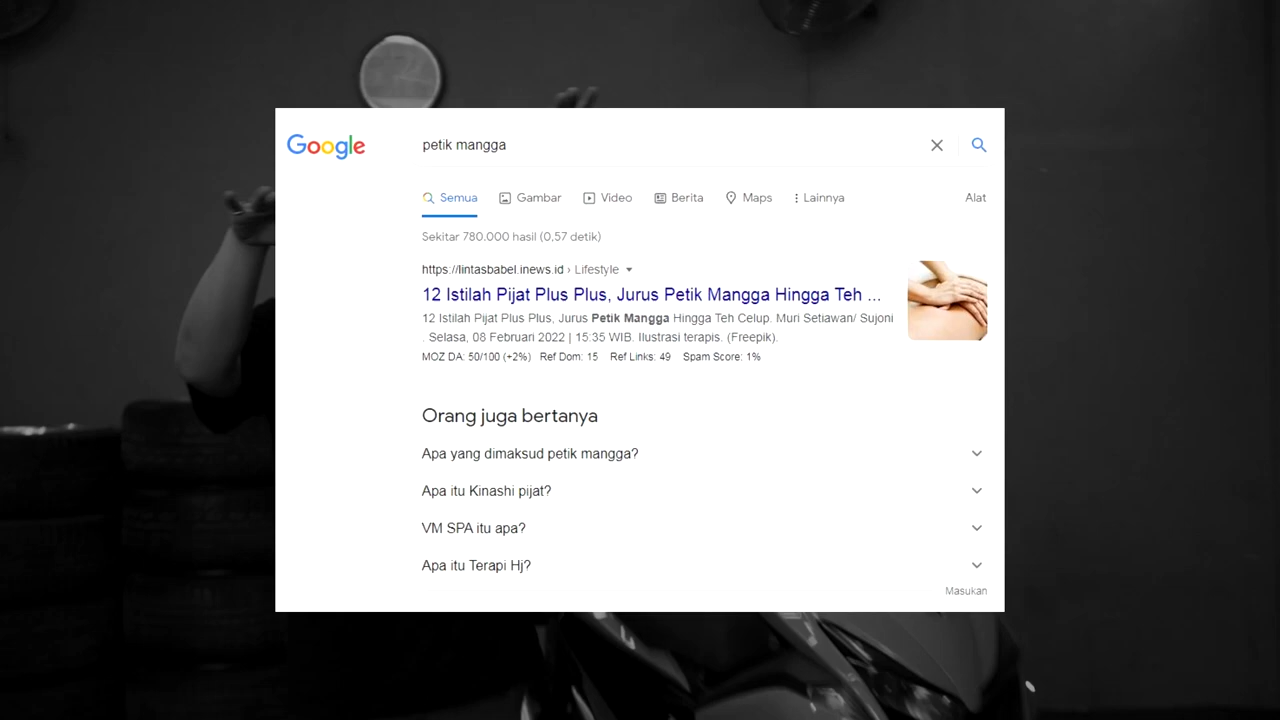 Google
petik mangga
Semua Gambar Video Berita Maps Lainnya Alat
Sekitar 780.000 hasil (0,57 detik)
https://lintasbabel.inews.id › Lifestyle
12 Istilah Pijat Plus Plus, Jurus Petik Mangga Hingga Teh ...
12 Istilah Pijat Plus Plus, Jurus Petik Mangga Hingga Teh Celup. Muri Setiawan/ Sujoni
. Selasa, 08 Februari 2022 | 15:35 WIB. Ilustrasi terapis. (Freepik).
MOZ DA: 50/100 (+2%) Ref Dom: 15 Ref Links: 49 Spam Score: 1%
Orang juga bertanya
Apa yang dimaksud petik mangga?
Apa itu Kinashi pijat?
VM SPA itu apa?
Apa itu Terapi Hj?
Masukan